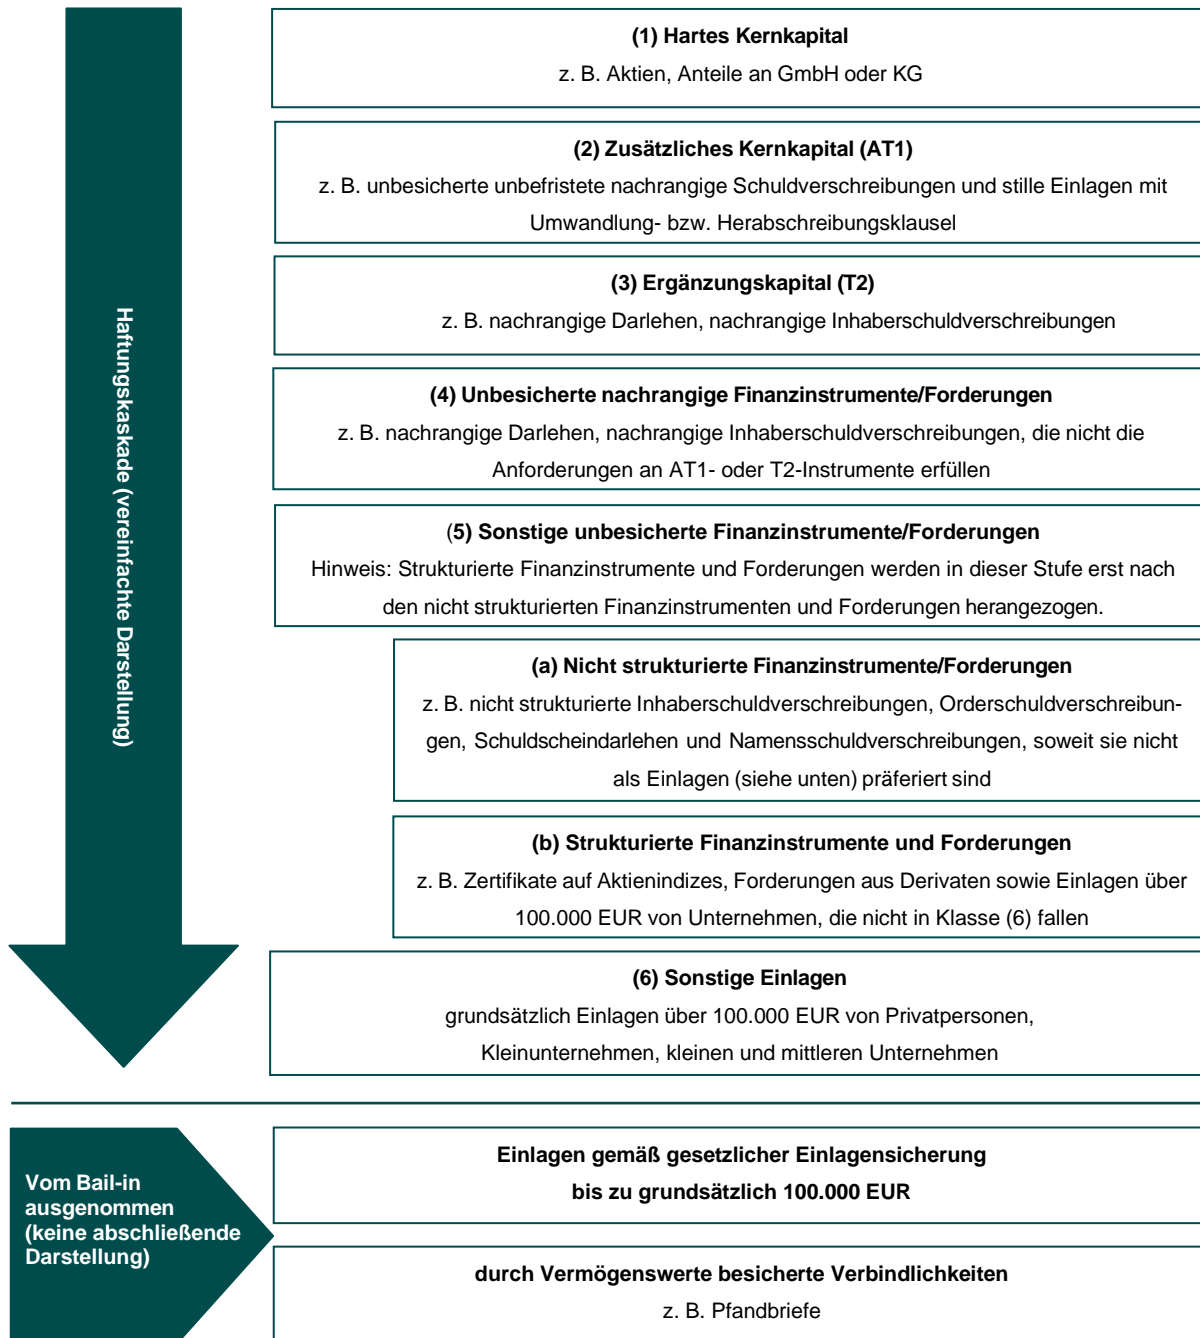 (1) Hartes Kernkapital
z. B. Aktien, Anteile an GmbH oder KG
(2) Zusätzliches Kernkapital (AT1)
z. B. unbesicherte unbefristete nachrangige Schuldverschreibungen und stille Einlagen mit
Umwandlung- bzw. Herabschreibungsklausel
(3) Ergänzungskapital (T2)
z. B. nachrangige Darlehen, nachrangige Inhaberschuldverschreibungen
(4) Unbesicherte nachrangige Finanzinstrumente/Forderungen
z. B. nachrangige Darlehen, nachrangige Inhaberschuldverschreibungen, die nicht die
Anforderungen an AT1- oder T2-Instrumente erfüllen
(5) Sonstige unbesicherte Finanzinstrumente/Forderungen
Hinweis: Strukturierte Finanzinstrumente und Forderungen werden in dieser Stufe erst nach
den nicht strukturierten Finanzinstrumenten und Forderungen herangezogen.
(a) Nicht strukturierte Finanzinstrumente/Forderungen
z. B. nicht strukturierte Inhaberschuldverschreibungen, Orderschuldverschreibun-
gen, Schuldscheindarlehen und Namensschuldverschreibungen, soweit sie nicht
als Einlagen (siehe unten) präferiert sind
(b) Strukturierte Finanzinstrumente und Forderungen
z. B. Zertifikate auf Aktienindizes, Forderungen aus Derivaten sowie Einlagen über
100.000 EUR von Unternehmen, die nicht in Klasse (6) fallen
(6) Sonstige Einlagen
grundsätzlich Einlagen über 100.000 EUR von Privatpersonen,
Kleinunternehmen, kleinen und mittleren Unternehmen
Haftungskaskade (vereinfachte Darstellung)
Vom Bail-in
ausgenommen
(keine abschließende
Darstellung)
Einlagen gemäß gesetzlicher Einlagensicherung
bis zu grundsätzlich 100.000 EUR
durch Vermögenswerte besicherte Verbindlichkeiten
z. B. Pfandbriefe